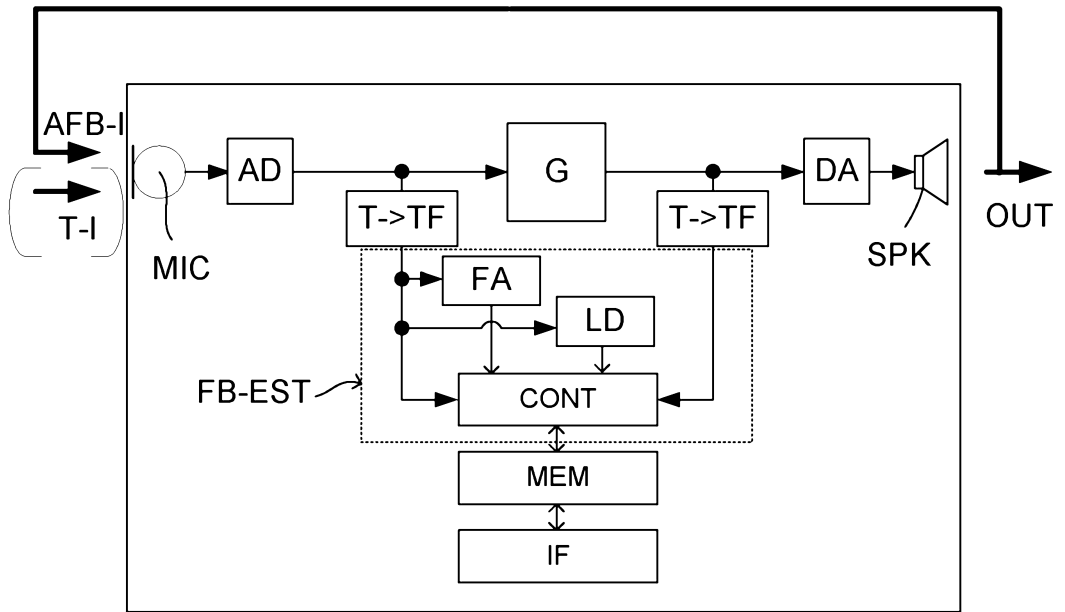 AFB-I
T-I
MIC
AD
G
DA
SPK
OUT
T->TF
T->TF
FA
LD
FB-EST
CONT
MEM
IF